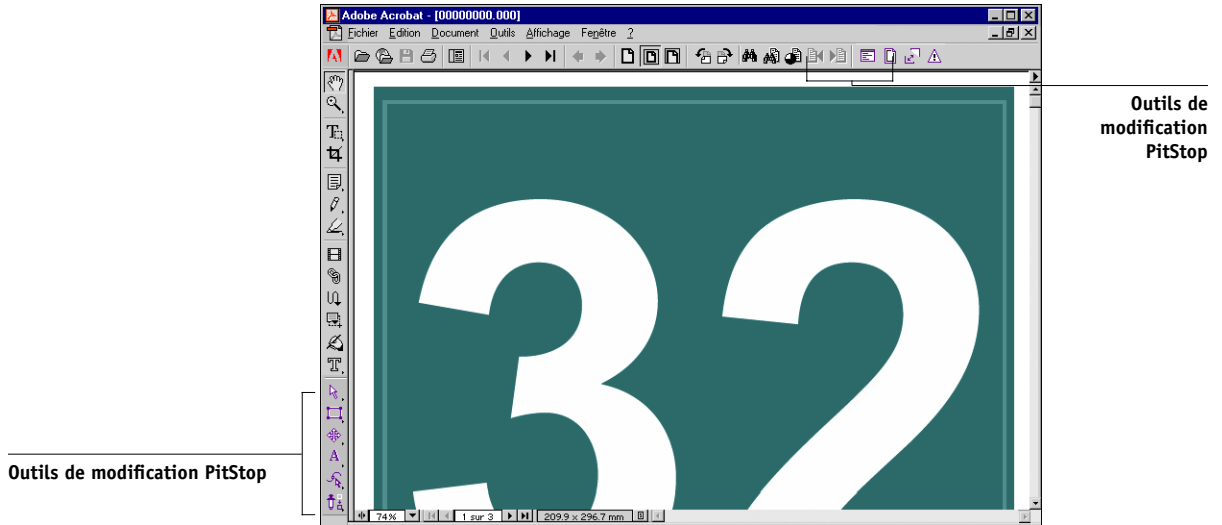 Adobe Acrobat - [00000000.000]
Fichier Edition Document Outils Affichage Fenêtre ?
Outils de
modification
PitStop
32
Outils de modification PitStop
74% 1 sur 3 209.9 x 296.7 mm